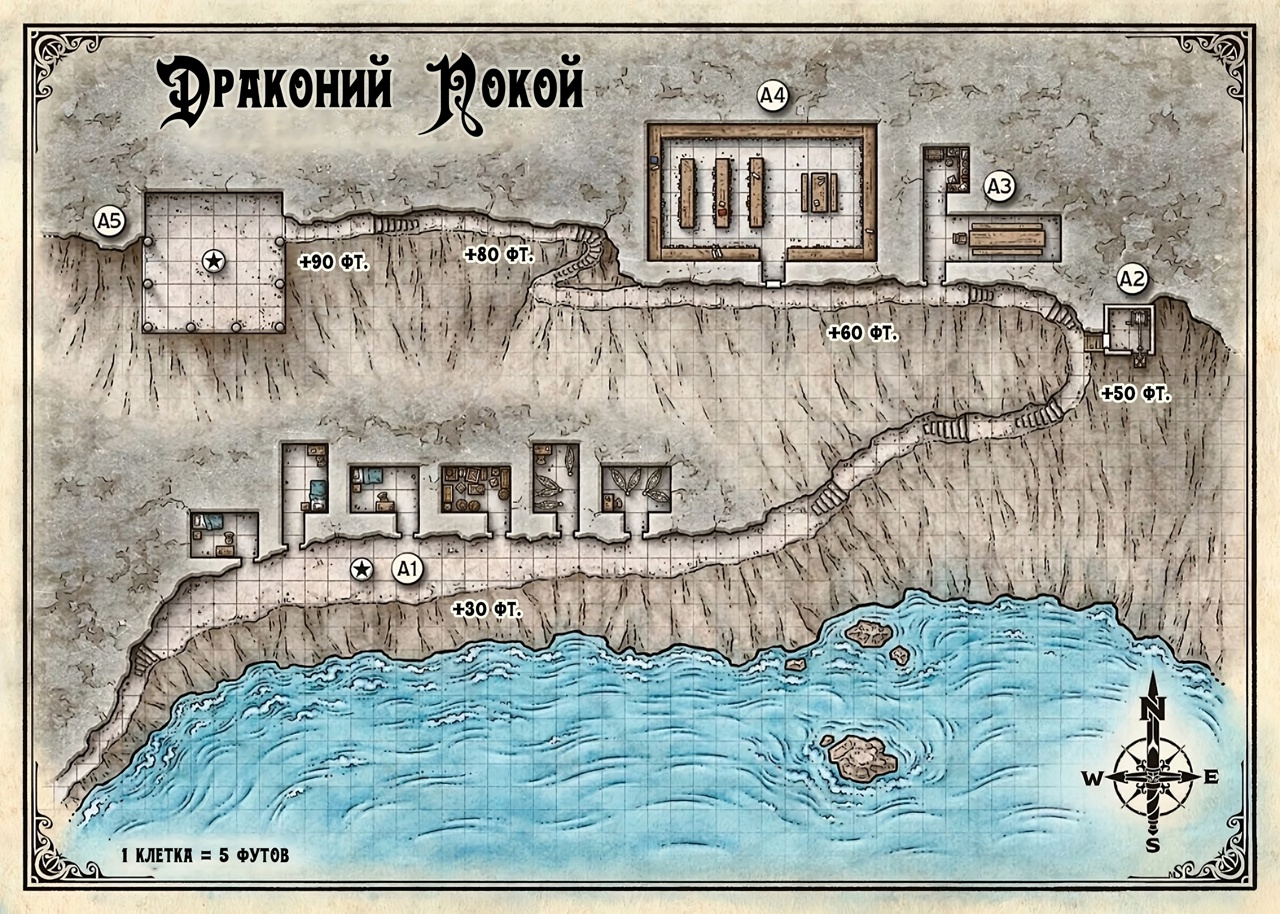 Драконий Покой
A4
A3
A5
+90 ФТ.
+80 ФТ.
A2
+60 ФТ.
+50 ФТ.
A1
+30 ФТ.
N
W
E
S
1 КЛЕТКА = 5 ФУТОВ